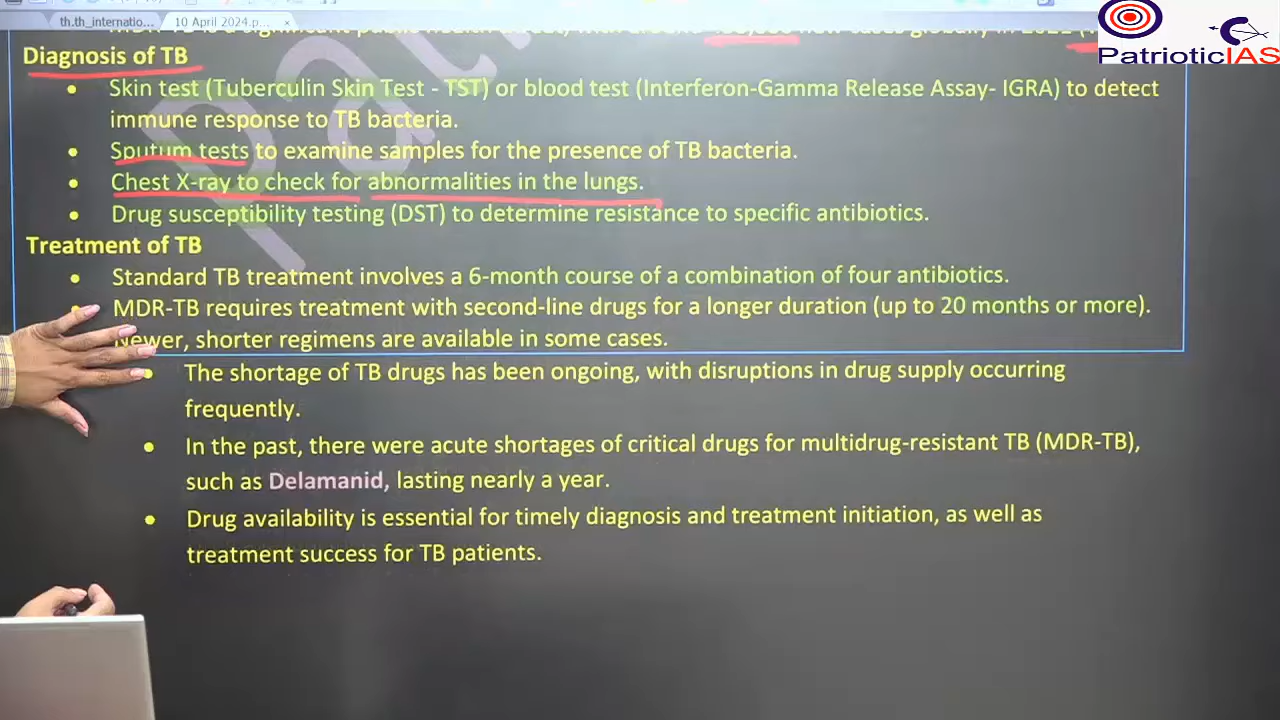 th.th_internatio...
10 April 2024.p...
×
PatrioticIAS
Diagnosis of TB
• Skin test (Tuberculin Skin Test - TST) or blood test (Interferon-Gamma Release Assay- IGRA) to detect
immune response to TB bacteria.
• Sputum tests to examine samples for the presence of TB bacteria.
• Chest X-ray to check for abnormalities in the lungs.
• Drug susceptibility testing (DST) to determine resistance to specific antibiotics.
Treatment of TB
• Standard TB treatment involves a 6-month course of a combination of four antibiotics.
• MDR-TB requires treatment with second-line drugs for a longer duration (up to 20 months or more).
Newer, shorter regimens are available in some cases.
• The shortage of TB drugs has been ongoing, with disruptions in drug supply occurring
frequently.
• In the past, there were acute shortages of critical drugs for multidrug-resistant TB (MDR-TB),
such as Delamanid, lasting nearly a year.
• Drug availability is essential for timely diagnosis and treatment initiation, as well as
treatment success for TB patients.